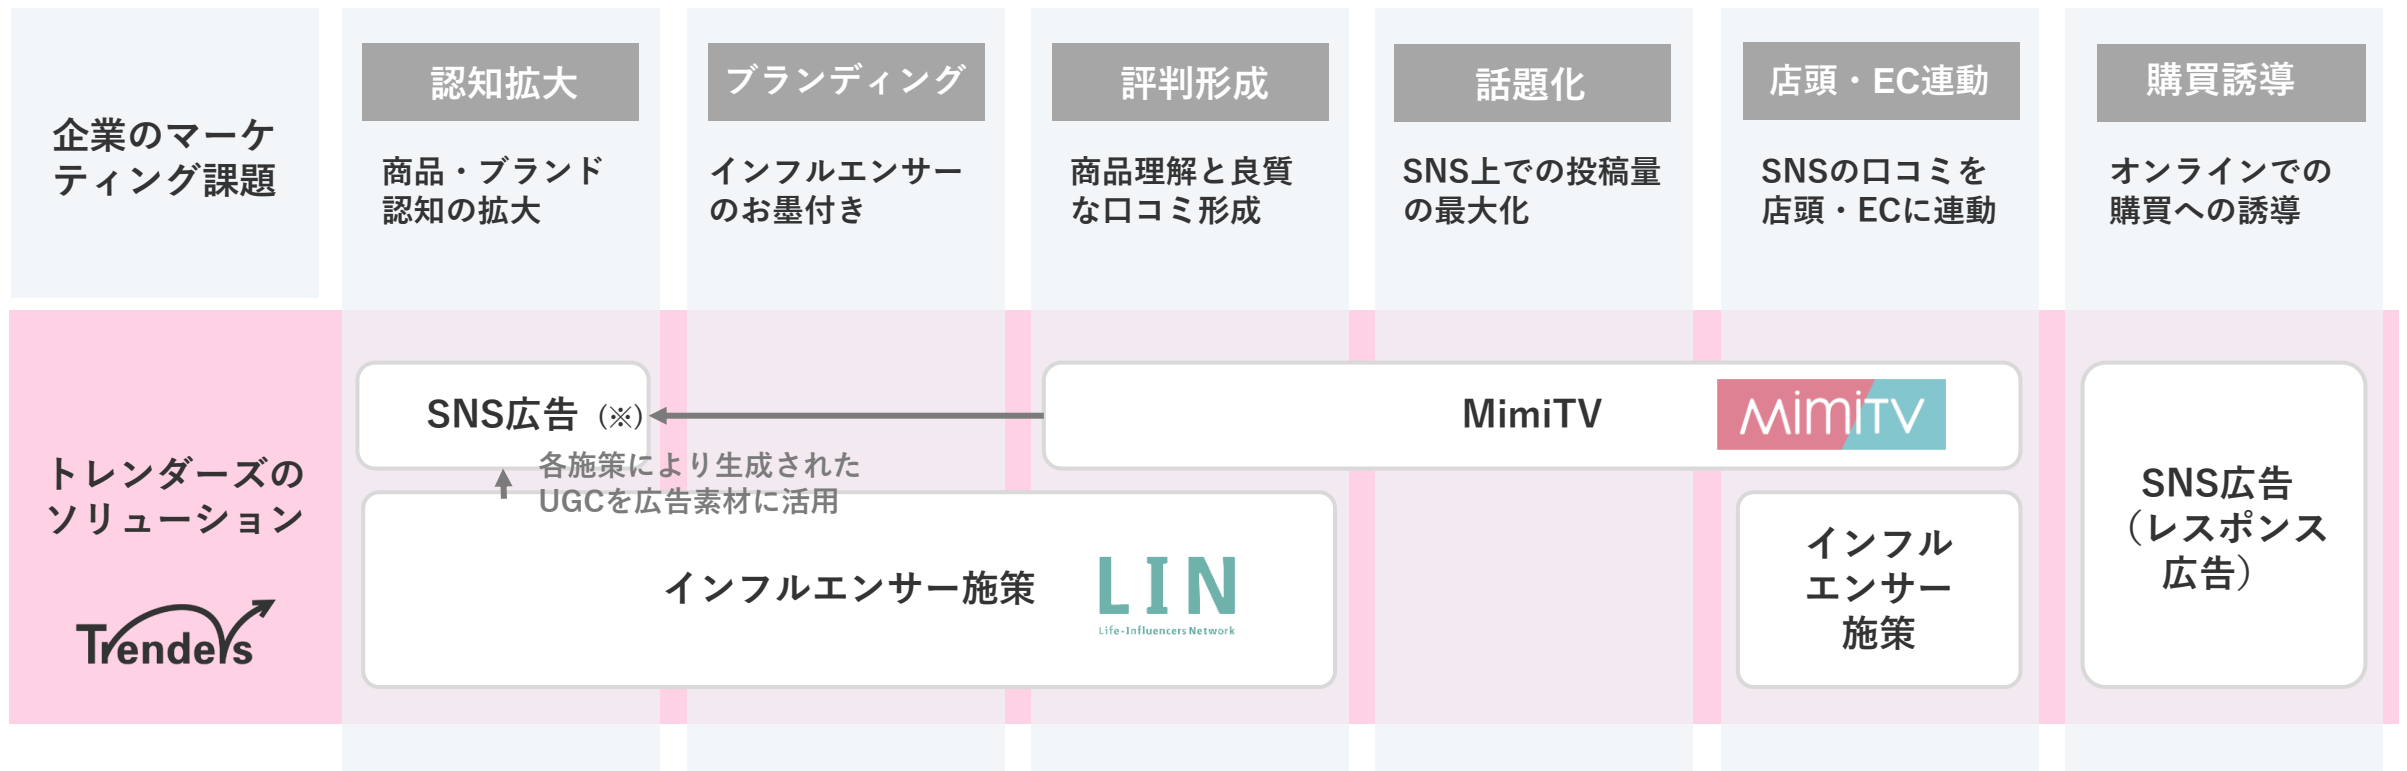 企業のマーケ
ティング課題
認知拡大
商品・ブランド
認知の拡大
ブランディング
インフルエンサー
のお墨付き
評判形成
商品理解と良質
な口コミ形成
話題化
SNS上での投稿量
の最大化
店頭・EC連動
SNSの口コミを
店頭・ECに連動
購買誘導
オンラインでの
購買への誘導
トレンダーズの
ソリューション
Trenders
SNS広告（※）
MimiTV
MimiTV
各施策により生成された
UGCを広告素材に活用
インフルエンサー施策
LIN
Life-Influencers Network
インフル
エンサー
施策
SNS広告
（レスポンス
広告）